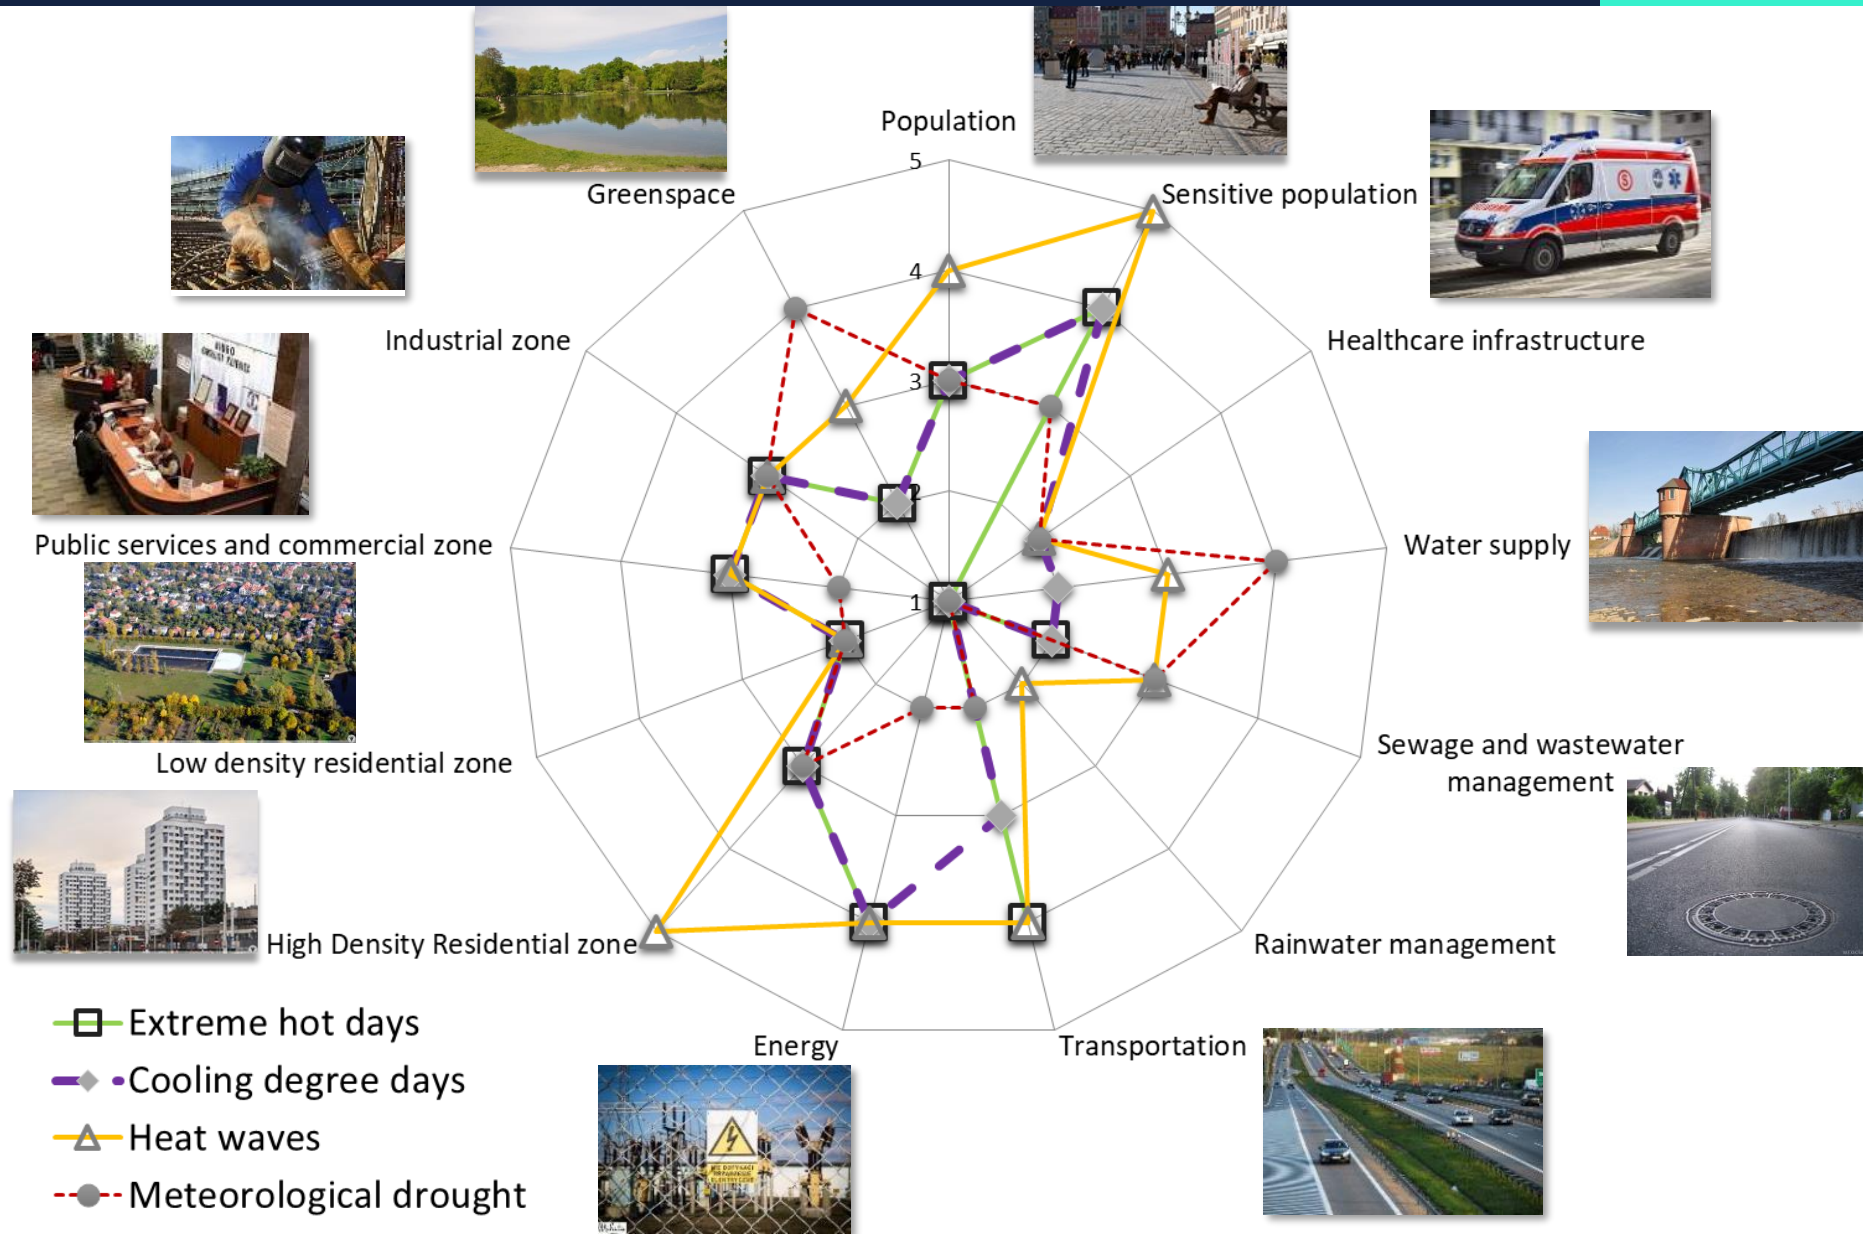 Population
5
Greenspace
Sensitive population
4
Industrial zone
Healthcare infrastructure
3
2
Public services and commercial zone
Water supply
1
Low density residential zone
Sewage and wastewater
management
High Density Residential zone
Rainwater management
Energy
Transportation
Extreme hot days
Cooling degree days
Heat waves
Meteorological drought